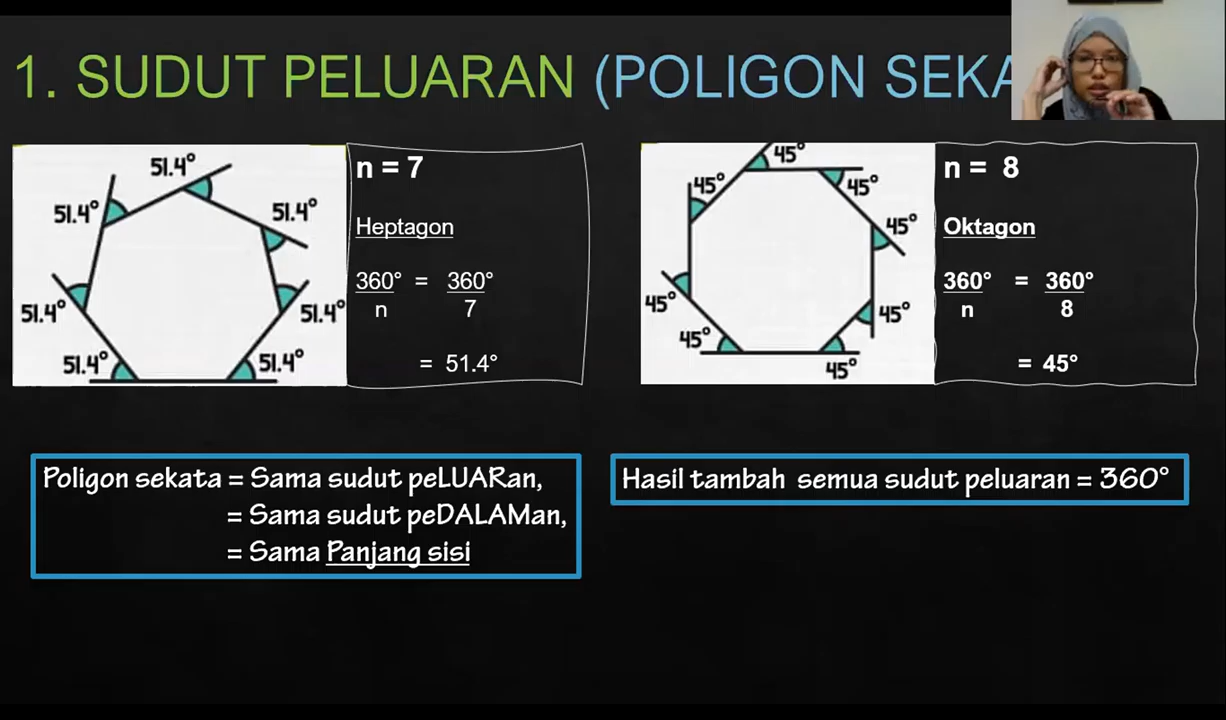 1. SUDUT PELUARAN (POLIGON
51.4°
51.4°
51.4°
51.4°
51.4°
51.4°
51.4°
n = 7
Heptagon
360° = 360°
n 7
= 51.4°
45°
45°
45°
45°
45°
45°
45°
45°
n = 8
Oktagon
360° = 360°
n 8
= 45°
Poligon sekata = Sama sudut peLUARan,
= Sama sudut peDALAMan,
= Sama Panjang sisi
Hasil tambah semua sudut peluaran = 360°